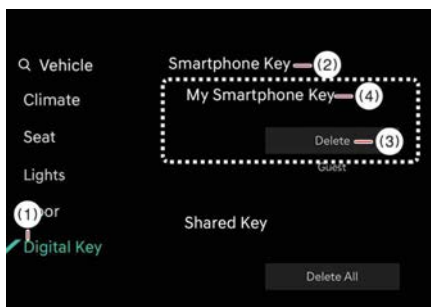 Vehicle
Climate
Seat
Lights
(1) oor
Digital Key
Smartphone Key (2)
My Smartphone Key (4)
Delete (3)
Guest
Shared Key
Delete All